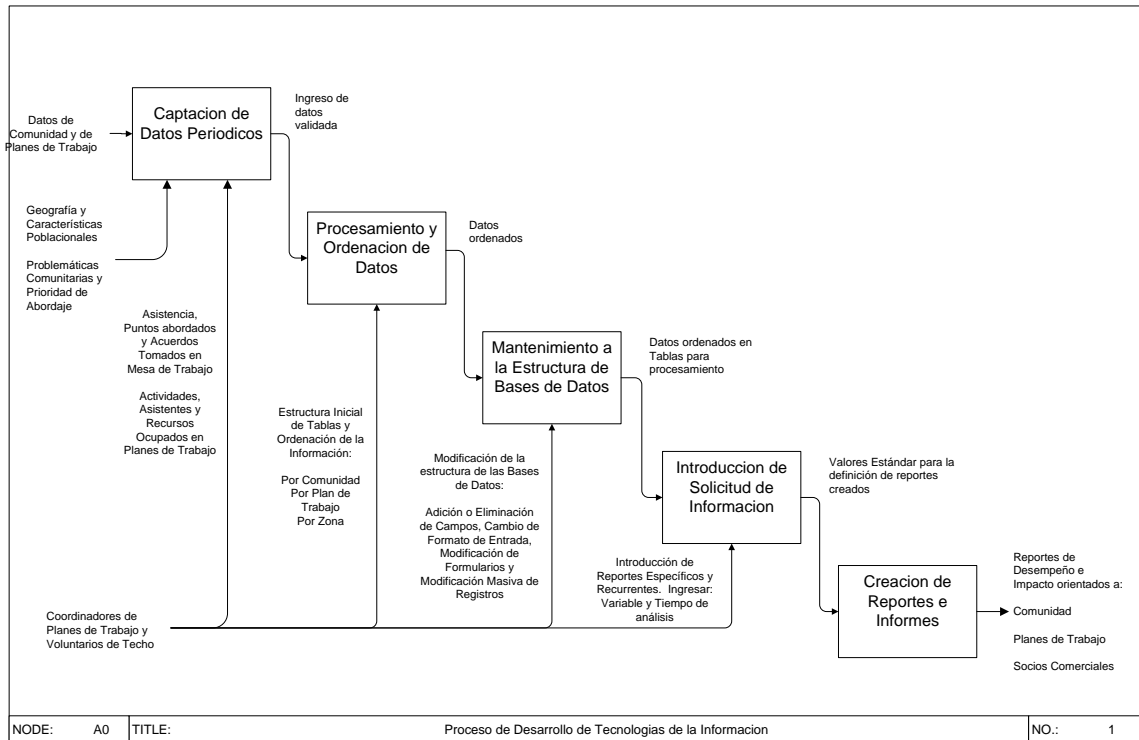 Captacion de
Datos Periodicos
Ingreso de
datos
validada
Datos de
Comunidad y de
Planes de Trabajo
Geografía y
Características
Poblacionales
Problemáticas
Comunitarias y
Prioridad de
Abordaje
Procesamiento y
Ordenacion de
Datos
Datos
ordenados
Asistencia,
Puntos abordados
y Acuerdos
Tomados en
Mesa de Trabajo
Actividades,
Asistentes y
Recursos
Ocupados en
Planes de Trabajo
Mantenimiento a
la Estructura de
Bases de Datos
Datos ordenados en
Tablas para
procesamiento
Estructura Inicial
de Tablas y
Ordenación de la
Información:
Por Comunidad
Por Plan de
Trabajo
Por Zona
Modificación de la
estructura de las Bases
de Datos:
Adición o Eliminación
de Campos, Cambio de
Formato de Entrada,
Modificación de
Formularios y
Modificación Masiva de
Registros
Introduccion de
Solicitud de
Informacion
Valores Estándar para la
definición de reportes
creados
Introducción de
Reportes Específicos y
Recurrentes. Ingresar:
Variable y Tiempo de
análisis
Creacion de
Reportes e
Informes
Reportes de
Desempeño e
Impacto orientados a:
Comunidad
Planes de Trabajo
Socios Comerciales
Coordinadores de
Planes de Trabajo y
Voluntarios de Techo
NODE: A0 TITLE: Proceso de Desarrollo de Tecnologias de la Informacion NO.: 1